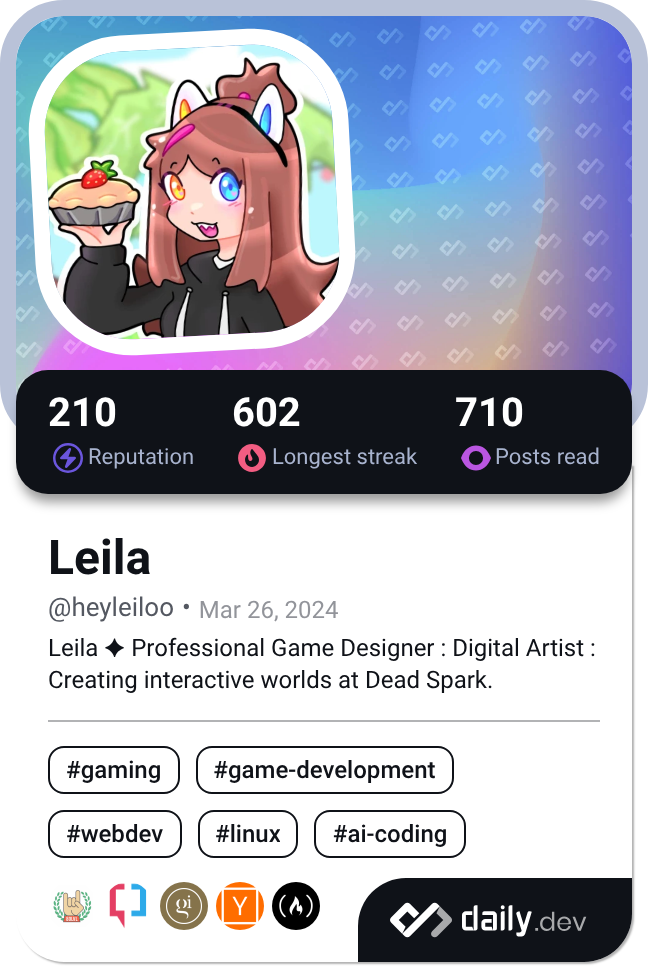 210 602 710
Reputation Longest streak Posts read
Leila
@heyleiloo • Mar 26, 2024
Leila ✦ Professional Game Designer : Digital Artist :
Creating interactive worlds at Dead Spark.
#gaming #game-development
#webdev #linux #ai-coding
gi Y
daily.dev